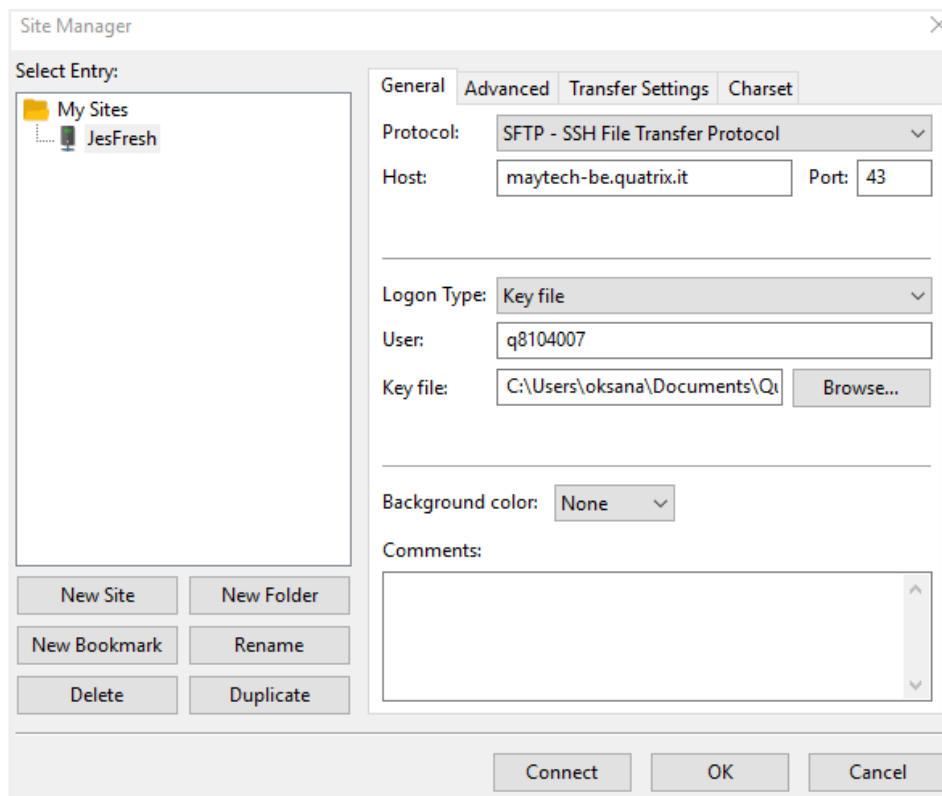 Site Manager
Select Entry:
My Sites
JesFresh
General Advanced Transfer Settings Charset
Protocol: SFTP - SSH File Transfer Protocol
Host: maytech-be.quatrix.it Port: 43
Logon Type: Key file
User: q8104007
Key file: C:\Users\oksana\Documents\Qu Browse...
Background color: None
Comments:
New Site New Folder
New Bookmark Rename
Delete Duplicate
Connect OK Cancel